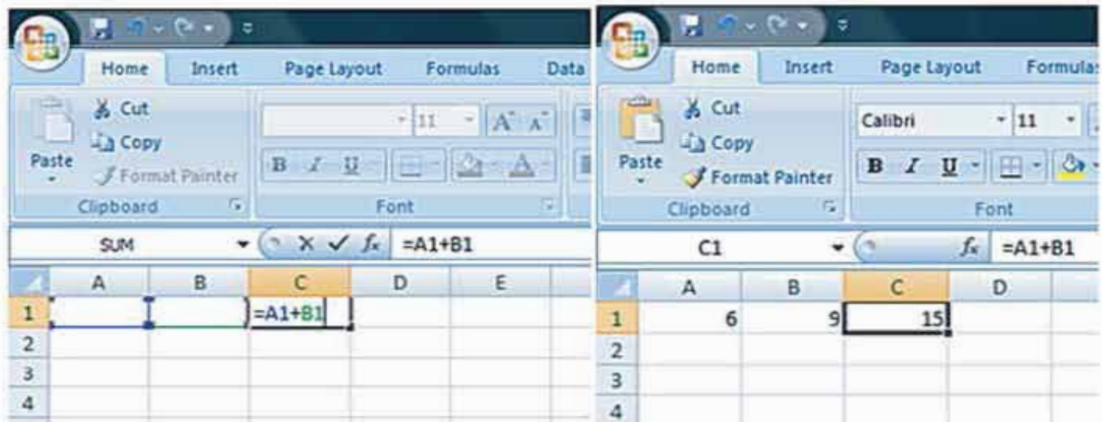 Home Insert Page Layout Formulas Data
Cut
Copy
Paste
Format Painter
11 A A
B I U A
Clipboard Font
SUM fx =A1+B1
A B C D E
1 =A1+B1
2
3
4
Home Insert Page Layout Formulas
Cut
Copy
Paste
Format Painter
Calibri 11
B I U
Clipboard Font
C1 fx =A1+B1
A B C D
1 6 9 15
2
3
4